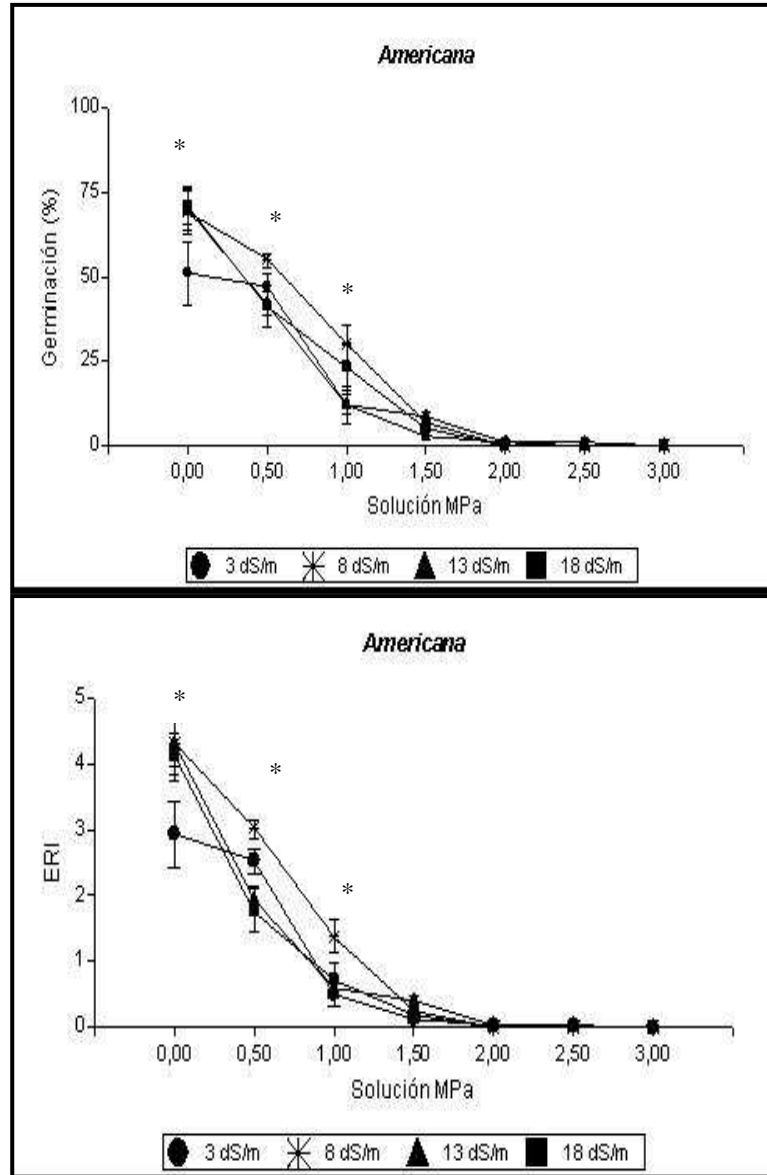 Americana
*
*
*
100
75
50
25
0
Germinación (%)
0,00 0,50 1,00 1,50 2,00 2,50 3,00
Solución MPa
3 dS/m 8 dS/m 13 dS/m 18 dS/m
Americana
*
*
*
5
4
3
2
1
0
ERI
0,00 0,50 1,00 1,50 2,00 2,50 3,00
Solución MPa
3 dS/m 8 dS/m 13 dS/m 18 dS/m